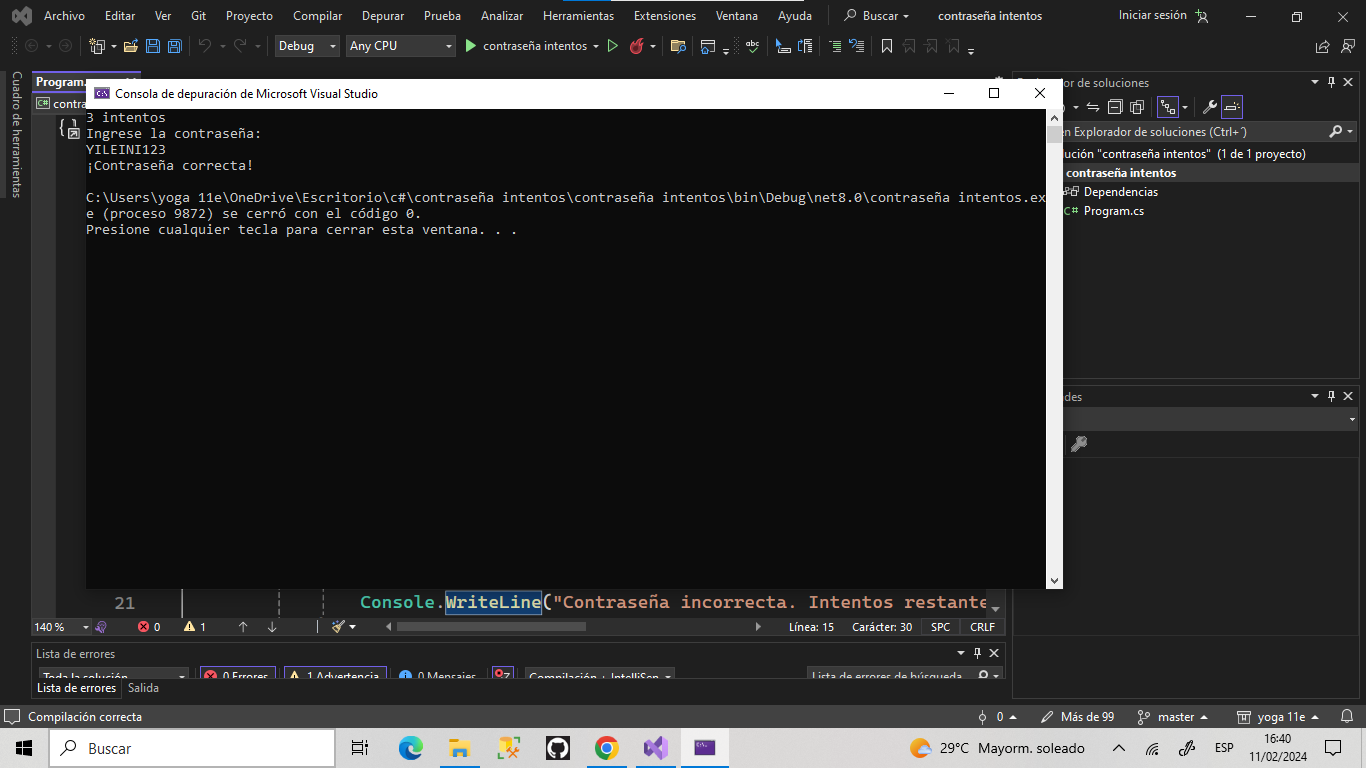 Archivo Editar Ver Git Proyecto Compilar Depurar Prueba Analizar Herramientas Extensiones Ventana Ayuda Buscar contraseña intentos Iniciar sesión
Debug Any CPU contraseña intentos
Cuadro de herramientas
Program.
contra
Consola de depuración de Microsoft Visual Studio
3 intentos
Ingrese la contraseña:
YILEINI123
¡Contraseña correcta!
C:\Users\yoga 11e\OneDrive\Escritorio\c#\contraseña intentos\contraseña intentos\bin\Debug\net8.0\contraseña intentos.ex
e (proceso 9872) se cerró con el código 0.
Presione cualquier tecla para cerrar esta ventana. . .
de soluciones
en Explorador de soluciones (Ctrl+´)
lución "contraseña intentos" (1 de 1 proyecto)
contraseña intentos
Dependencias
C# Program.cs
des
21 Console.WriteLine("Contraseña incorrecta. Intentos restante
140 % 0 1 Línea: 15 Carácter: 30 SPC CRLF
Lista de errores
Toda la solución 0 Errores 1 Advertencia 0 Mensajes Compilación + IntelliSen Lista de errores de búsqueda
Lista de errores Salida
Compilación correcta 0 Más de 99 master yoga 11e
Buscar 29°C Mayorm. soleado ESP 16:40
11/02/2024